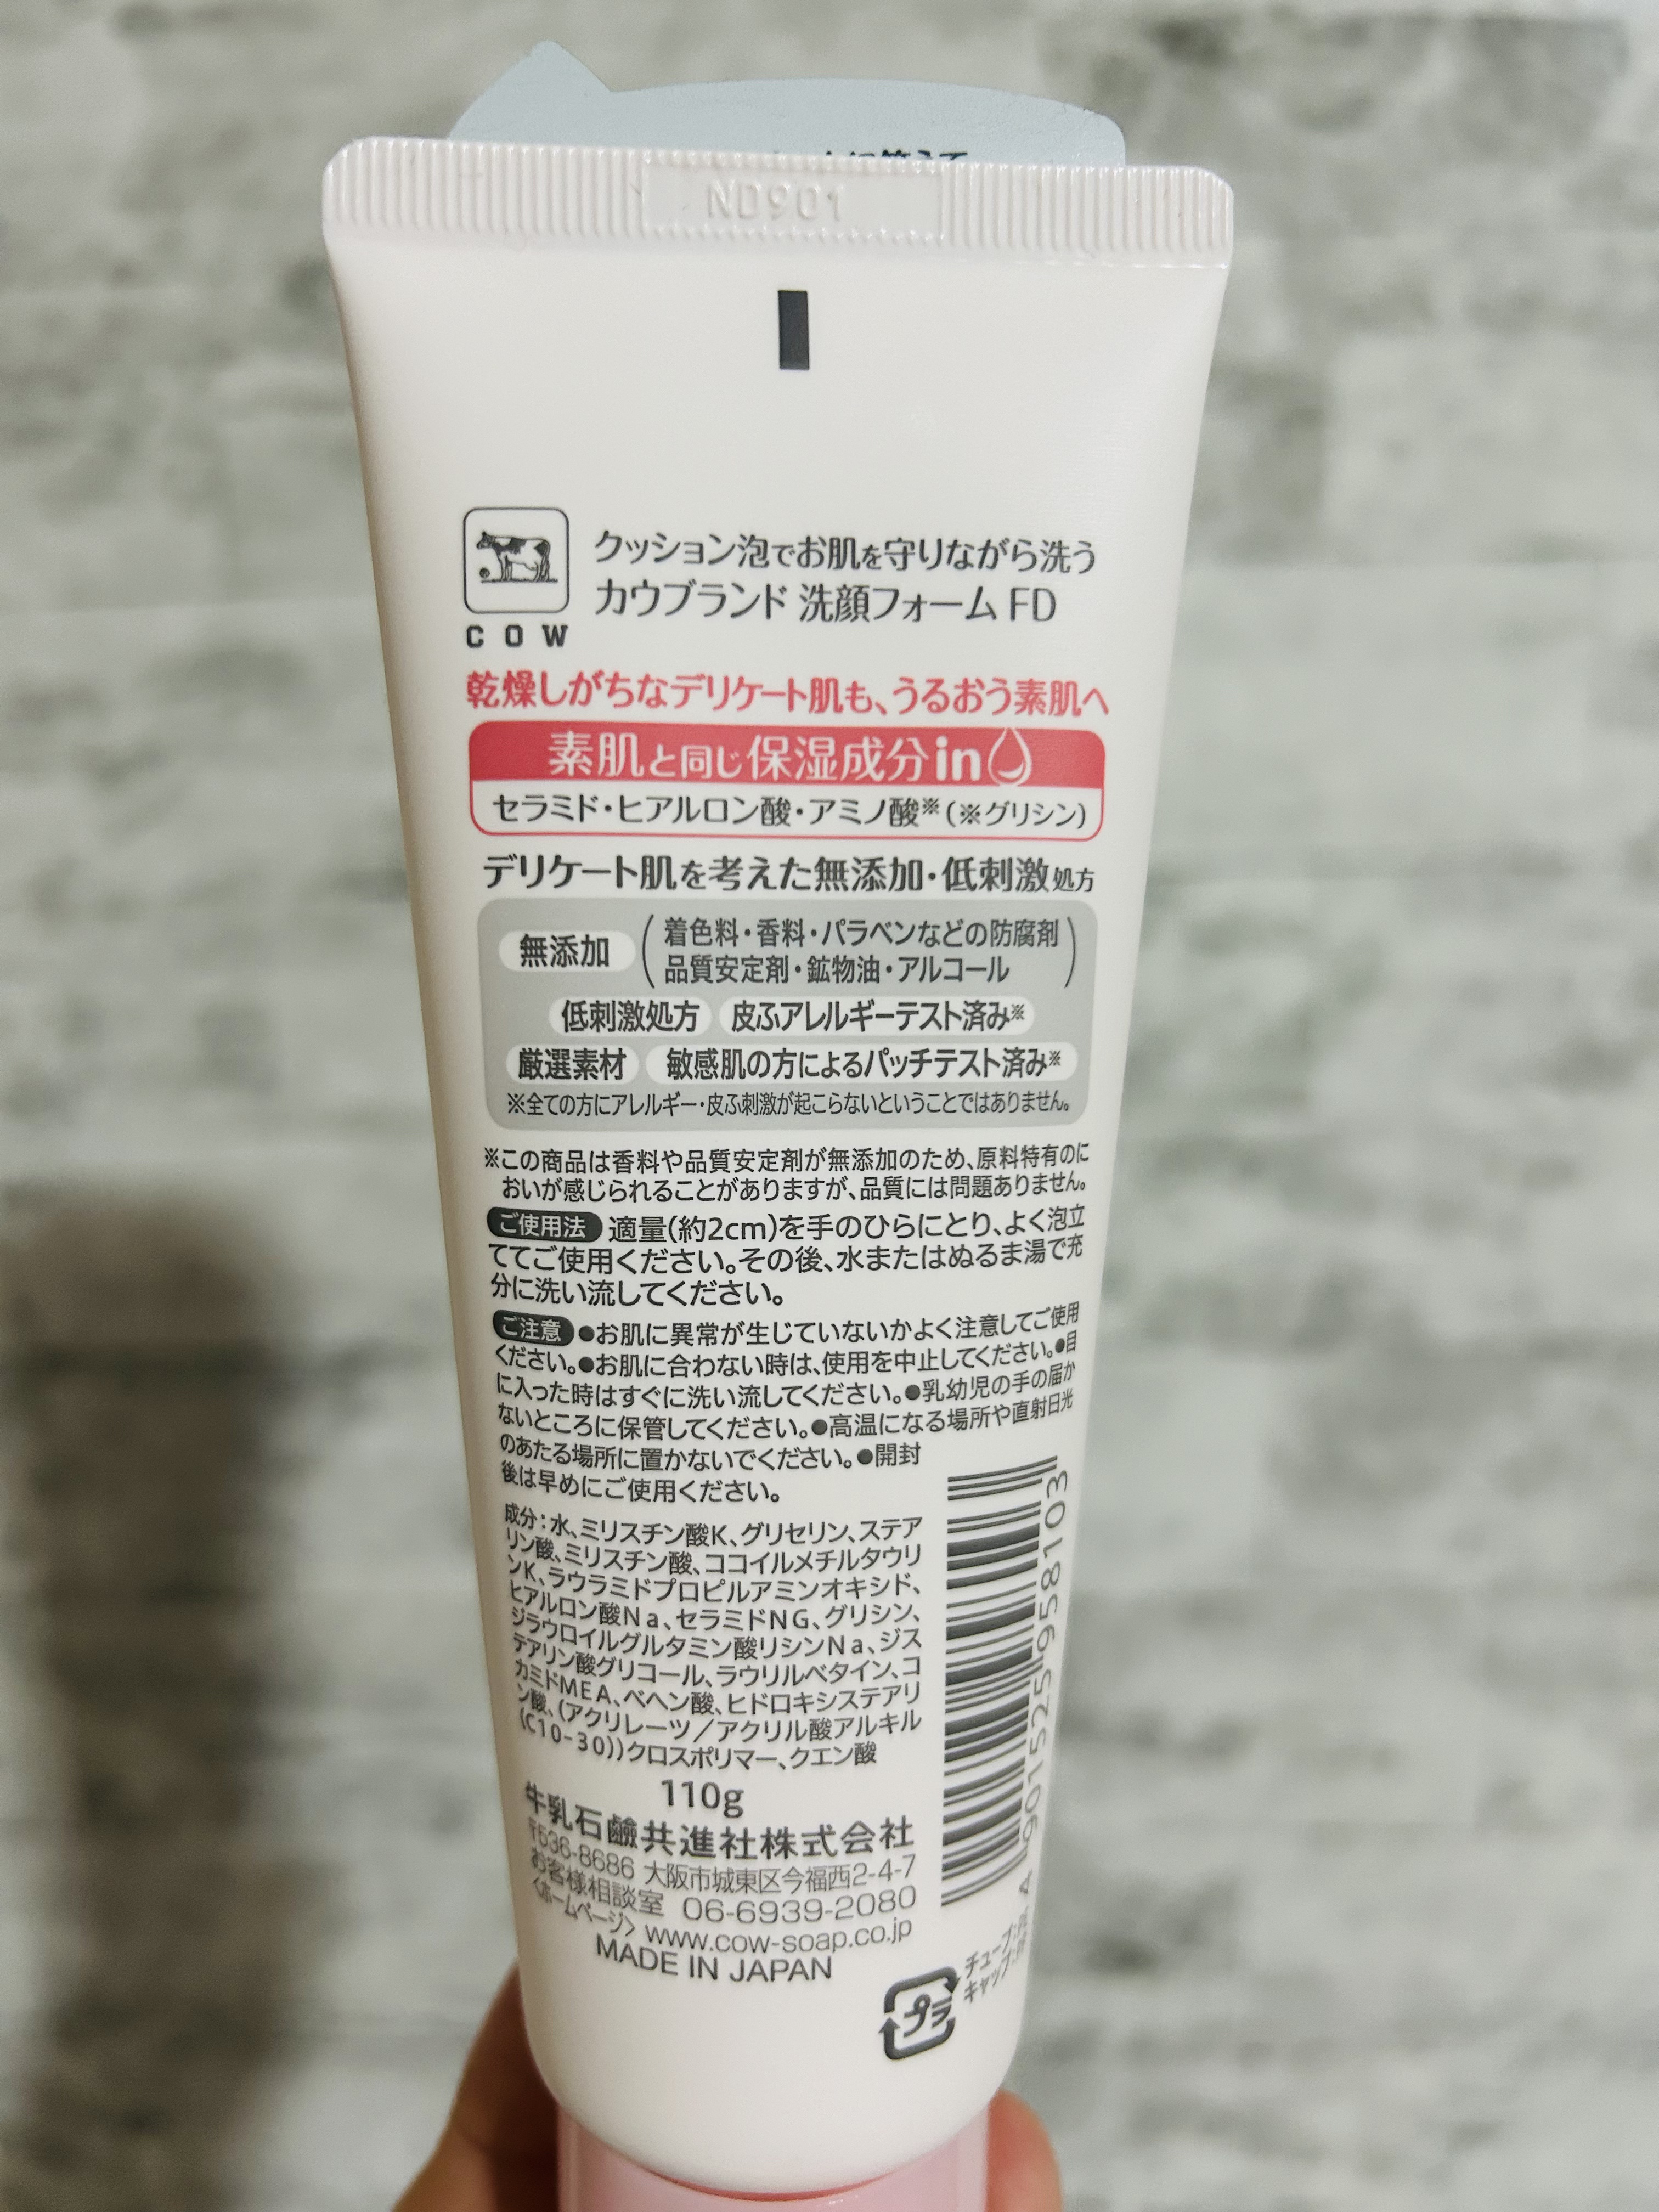 ND901
クッション泡でお肌を守りながら洗う
カウブランド 洗顔フォーム FD
COW
乾燥しがちなデリケート肌も、うるおう素肌へ
素肌と同じ保湿成分in
セラミド・ヒアルロン酸・アミノ酸※(※グリシン)
デリケート肌を考えた無添加・低刺激処方
無添加 (着色料・香料・パラベンなどの防腐剤
品質安定剤・鉱物油・アルコール)
低刺激処方 皮ふアレルギーテスト済み※
厳選素材 敏感肌の方によるパッチテスト済み※
※全ての方にアレルギー・皮ふ刺激が起こらないということではありません。
※この商品は香料や品質安定剤が無添加のため、原料特有のに
おいが感じられることがありますが、品質には問題ありません。
ご使用法 適量(約2cm)を手のひらにとり、よく泡立
ててご使用ください。その後、水またはぬるま湯で充
分に洗い流してください。
ご注意 ●お肌に異常が生じていないかよく注意してご使用
ください。●お肌に合わない時は、使用を中止してください。●目
に入った時はすぐに洗い流してください。●乳幼児の手の届か
ないところに保管してください。●高温になる場所や直射日光
のあたる場所に置かないでください。●開封
後は早めにご使用ください。
成分:水、ミリスチン酸K、グリセリン、ステア
リン酸、ミリスチン酸、ココイルメチルタウリ
ンK、ラウラミドプロピルアミンオキシド、
ヒアルロン酸Na、セラミドNG、グリシン、
ジラウロイルグルタミン酸リシンNa、ジス
テアリン酸グリコール、ラウリルベタイン、コ
カミドMEA、ベヘン酸、ヒドロキシステアリ
ン酸、(アクリレーツ/アクリル酸アルキル
(C10-30))クロスポリマー、クエン酸
110g
牛乳石鹼共進社株式会社
〒536-8686 大阪市城東区今福西2-4-7
お客様相談室 06-6939-2080
〈ホームページ〉 www.cow-soap.co.jp
MADE IN JAPAN
4901525958103
A
プラ
チューブ:
キャップ: